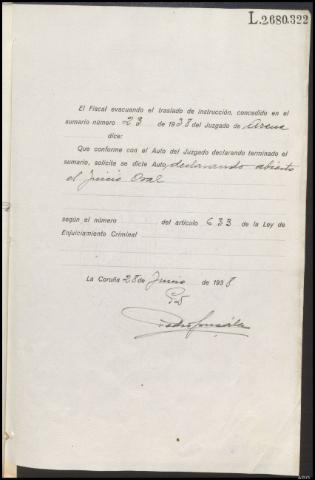 L.2.680.322
El Fiscal evacuando el traslado de instrucción, concedido en el
sumario número 23 de 1938 del Juzgado de Arzua
dice:
Que conforme con el Auto del Juzgado declarando terminado el
sumario, solicita se dicte Auto declarando abierto
el Juicio Oral
según el número del artículo 633 de la Ley de
Enjuiciamiento Criminal
La Coruña 28 de Junio de 1938